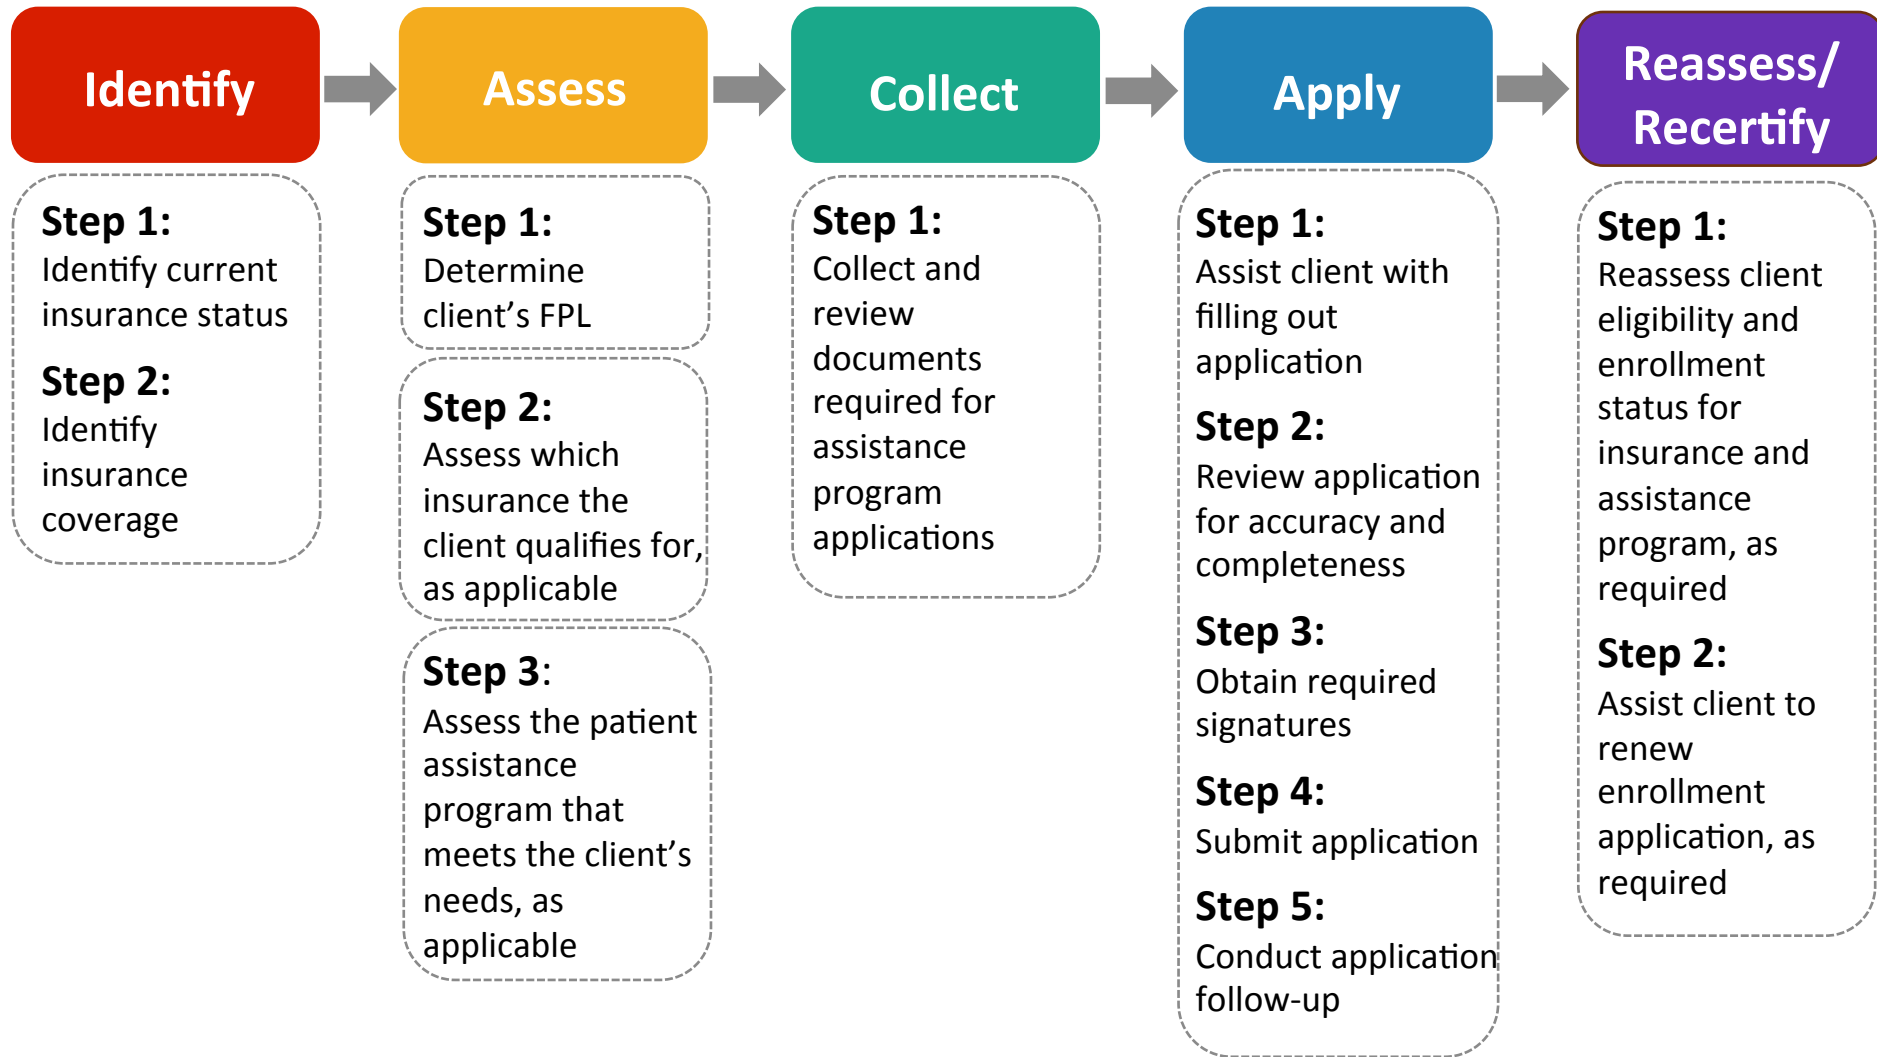 Identify
Assess
Collect
Apply
Reassess/
Recertify
Step 1:
Identify current
insurance status
Step 2:
Identify
insurance
coverage
Step 1:
Determine
client’s FPL
Step 2:
Assess which
insurance the
client qualifies for,
as applicable
Step 3:
Assess the patient
assistance
program that
meets the client’s
needs, as
applicable
Step 1:
Collect and
review
documents
required for
assistance
program
applications
Step 1:
Assist client with
filling out
application
Step 2:
Review application
for accuracy and
completeness
Step 3:
Obtain required
signatures
Step 4:
Submit application
Step 5:
Conduct application
follow-up
Step 1:
Reassess client
eligibility and
enrollment
status for
insurance and
assistance
program, as
required
Step 2:
Assist client to
renew
enrollment
application, as
required